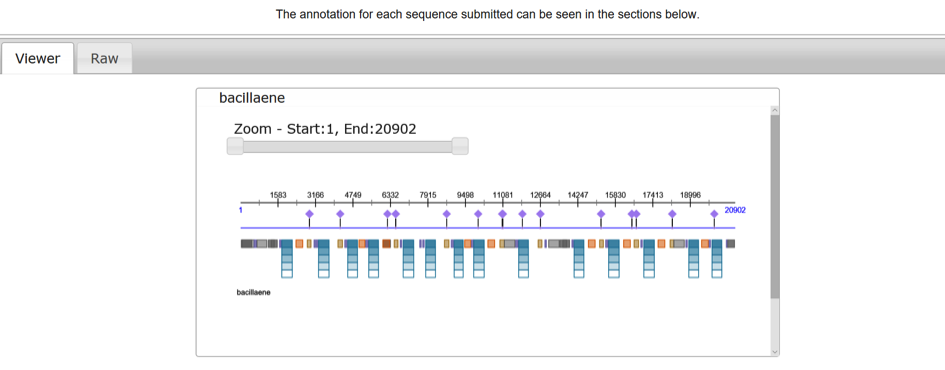 The annotation for each sequence submitted can be seen in the sections below.
Viewer Raw
bacillaene
Zoom - Start:1, End:20902
1583 3166 4749 6332 7915 9498 11081 12664 14247 15830 17413 18996
1 20902
bacillaene